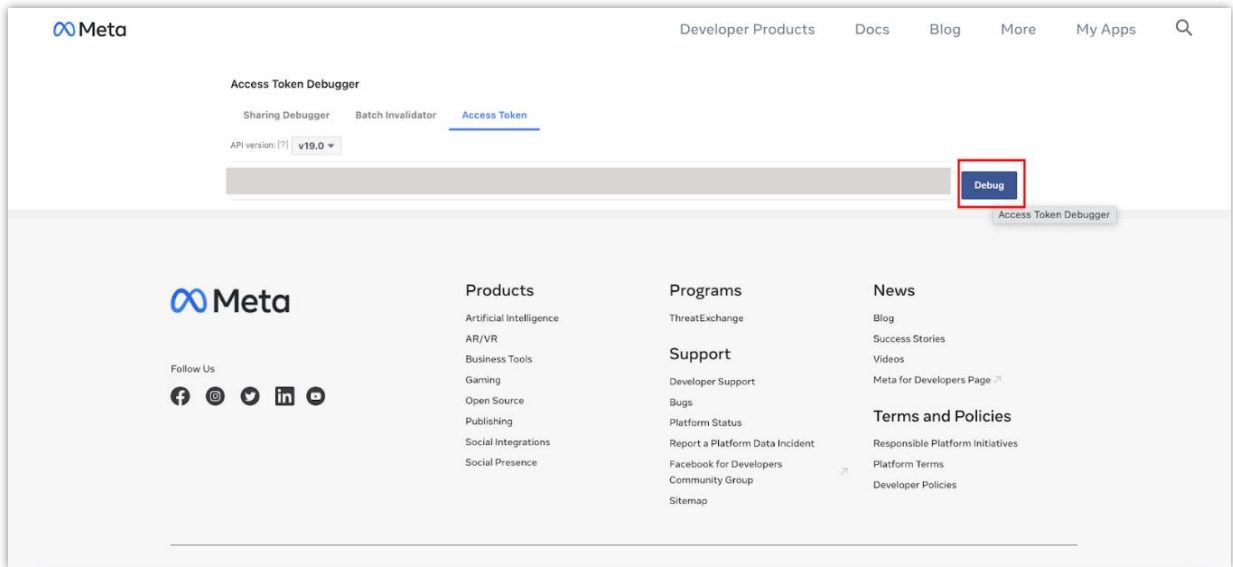 Meta
Developer Products Docs Blog More My Apps
Access Token Debugger
Sharing Debugger Batch Invalidator Access Token
API version: [?] v19.0
Debug
Access Token Debugger
Meta
Follow Us
Products
Artificial Intelligence
AR/VR
Business Tools
Gaming
Open Source
Publishing
Social Integrations
Social Presence
Programs
ThreatExchange
Support
Developer Support
Bugs
Platform Status
Report a Platform Data Incident
Facebook for Developers
Community Group
Sitemap
News
Blog
Success Stories
Videos
Meta for Developers Page
Terms and Policies
Responsible Platform Initiatives
Platform Terms
Developer Policies